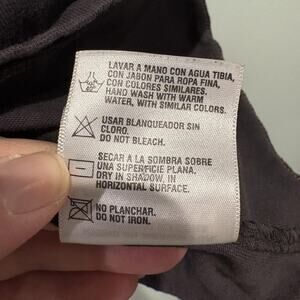 LAVAR A MANO CON AGUA TIBIA,
CON JABON PARA ROPA FINA,
CON COLORES SIMILARES.
HAND WASH WITH WARM
WATER, WITH SIMILAR COLORS.
USAR BLANQUEADOR SIN
CLORO.
DO NOT BLEACH.
SECAR A LA SOMBRA SOBRE
UNA SUPERFICIE PLANA.
DRY IN SHADOW, IN
HORIZONTAL SURFACE.
NO PLANCHAR.
DO NOT IRON.